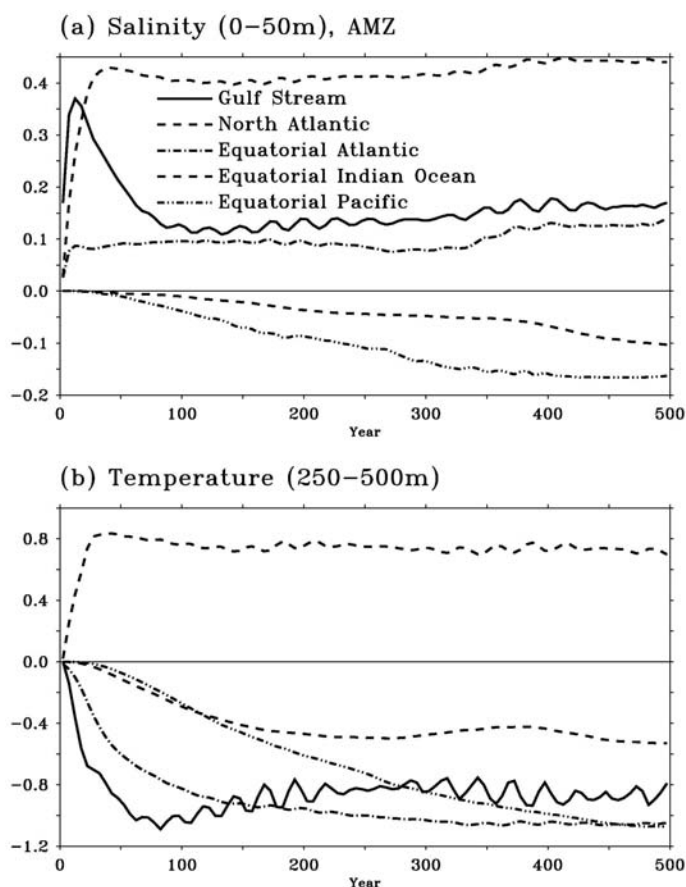 (a) Salinity (0−50m), AMZ
0.4
0.3
0.2
0.1
0.0
−0.1
−0.2
Gulf Stream
North Atlantic
Equatorial Atlantic
Equatorial Indian Ocean
Equatorial Pacific
0 100 200 300 400 500
Year
(b) Temperature (250−500m)
0.8
0.4
0.0
−0.4
−0.8
−1.2
0 100 200 300 400 500
Year